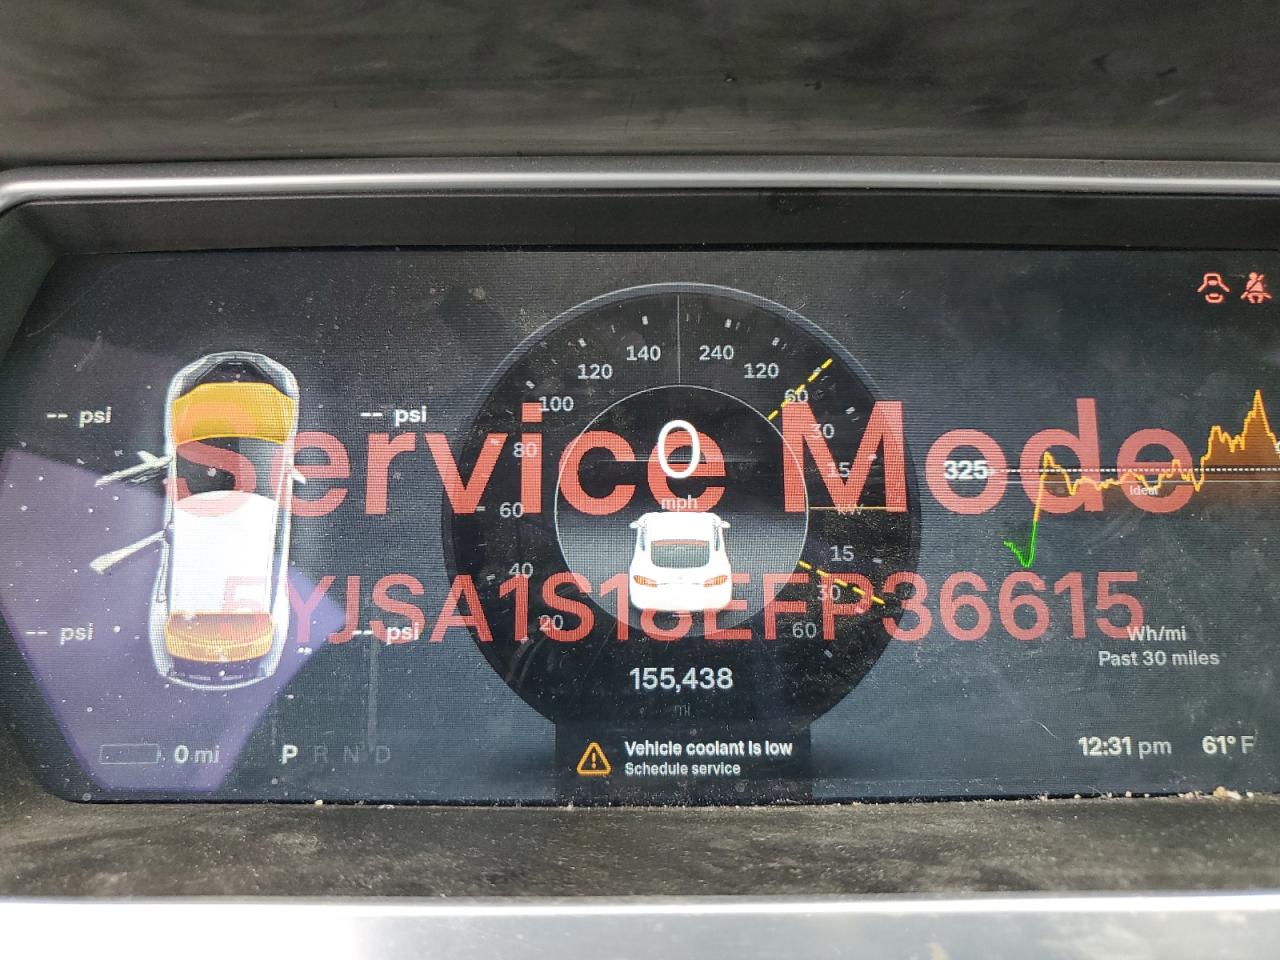 Service Mode
5YJSA1S18EFP36615
-- psi
-- psi
-- psi
-- psi
140
240
120
120
100
60
80
30
15
60
kW
40
15
20
30
60
0
mph
155,438
mi
325
Ideal
Wh/mi
Past 30 miles
0 mi
P R N D
Vehicle coolant is low
Schedule service
12:31 pm
61° F